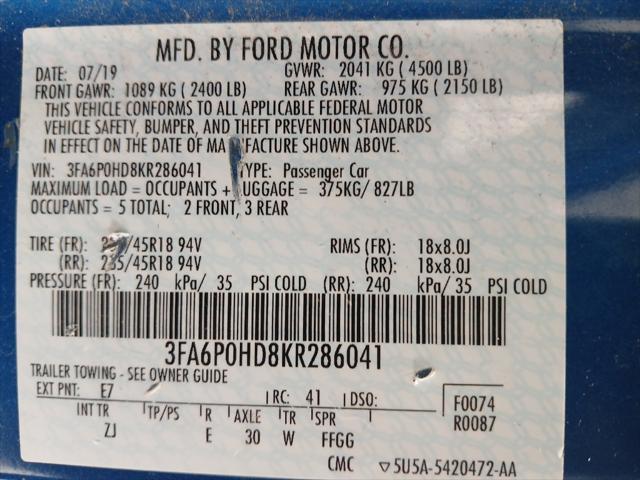 MFD. BY FORD MOTOR CO.
DATE: 07/19 GVWR: 2041 KG ( 4500 LB)
FRONT GAWR: 1089 KG ( 2400 LB) REAR GAWR: 975 KG ( 2150 LB)
THIS VEHICLE CONFORMS TO ALL APPLICABLE FEDERAL MOTOR
VEHICLE SAFETY, BUMPER, AND THEFT PREVENTION STANDARDS
IN EFFECT ON THE DATE OF MANUFACTURE SHOWN ABOVE.
VIN: 3FA6P0HD8KR286041 TYPE: Passenger Car
MAXIMUM LOAD = OCCUPANTS + LUGGAGE = 375KG/ 827LB
OCCUPANTS = 5 TOTAL; 2 FRONT, 3 REAR
TIRE (FR): /45R18 94V RIMS (FR): 18x8.0J
(RR): 235/45R18 94V (RR): 18x8.0J
PRESSURE (FR): 240 kPa/ 35 PSI COLD (RR): 240 kPa/ 35 PSI COLD
3FA6P0HD8KR286041
TRAILER TOWING - SEE OWNER GUIDE
EXT PNT: E7 RC: 41 DSO: F0074
INT TR TP/PS R AXLE TR SPR R0087
ZJ E 30 W FFGG
CMC ▽5U5A-5420472-AA